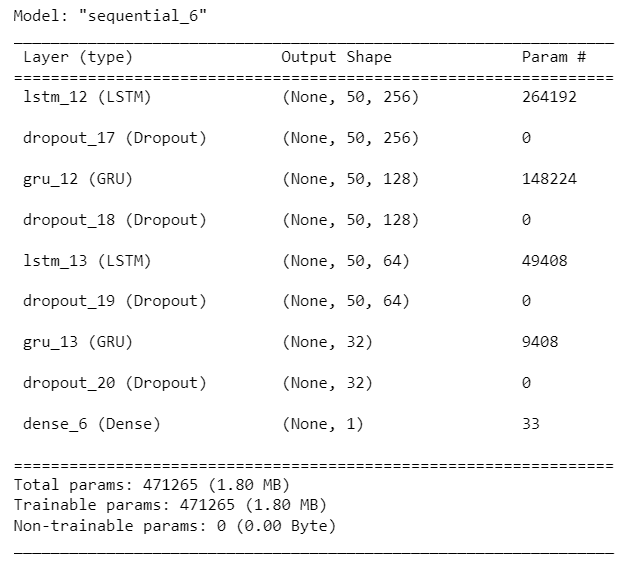 Model: "sequential_6"
_________________________________________________________________
Layer (type) Output Shape Param #
=================================================================
lstm_12 (LSTM) (None, 50, 256) 264192
dropout_17 (Dropout) (None, 50, 256) 0
gru_12 (GRU) (None, 50, 128) 148224
dropout_18 (Dropout) (None, 50, 128) 0
lstm_13 (LSTM) (None, 50, 64) 49408
dropout_19 (Dropout) (None, 50, 64) 0
gru_13 (GRU) (None, 32) 9408
dropout_20 (Dropout) (None, 32) 0
dense_6 (Dense) (None, 1) 33
=================================================================
Total params: 471265 (1.80 MB)
Trainable params: 471265 (1.80 MB)
Non-trainable params: 0 (0.00 Byte)
_________________________________________________________________